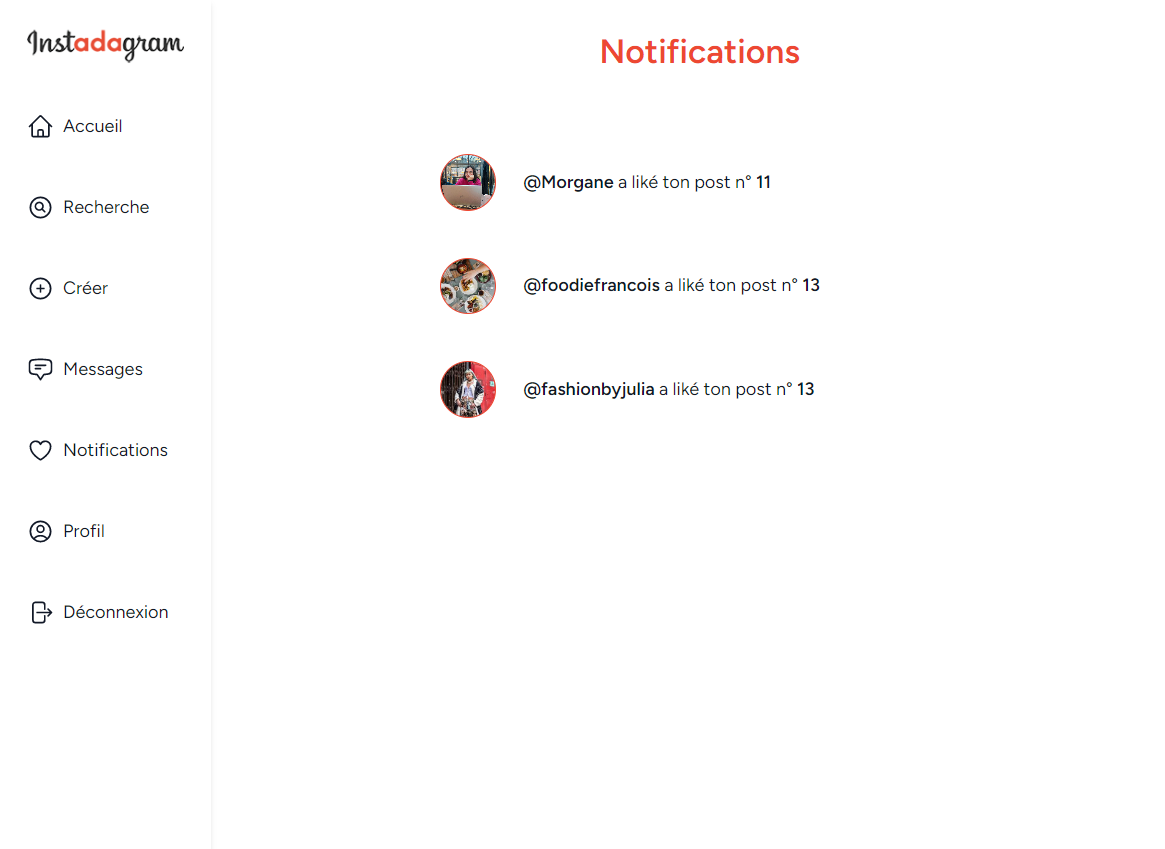 Instadagram
Accueil
Recherche
Créer
Messages
Notifications
Profil
Déconnexion
Notifications
@Morgane a liké ton post n° 11
@foodiefrancois a liké ton post n° 13
@fashionbyjulia a liké ton post n° 13